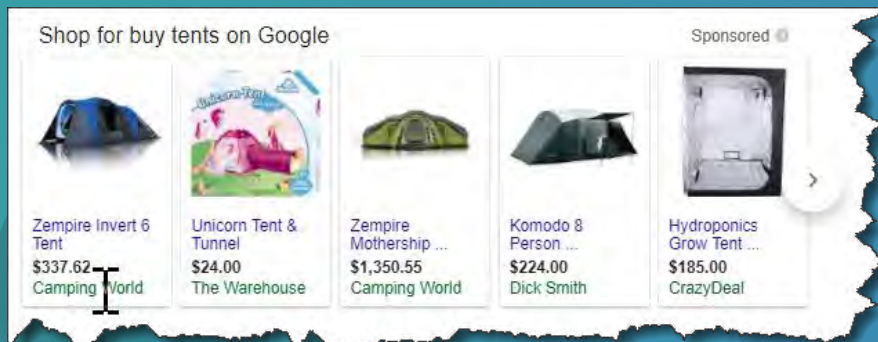 Shop for buy tents on Google
Sponsored
Unicorn Tent
Zempire Invert 6
Tent
$337.62
Camping World
Unicorn Tent &
Tunnel
$24.00
The Warehouse
Zempire
Mothership ...
$1,350.55
Camping World
Komodo 8
Person ...
$224.00
Dick Smith
Hydroponics
Grow Tent ...
$185.00
CrazyDeal